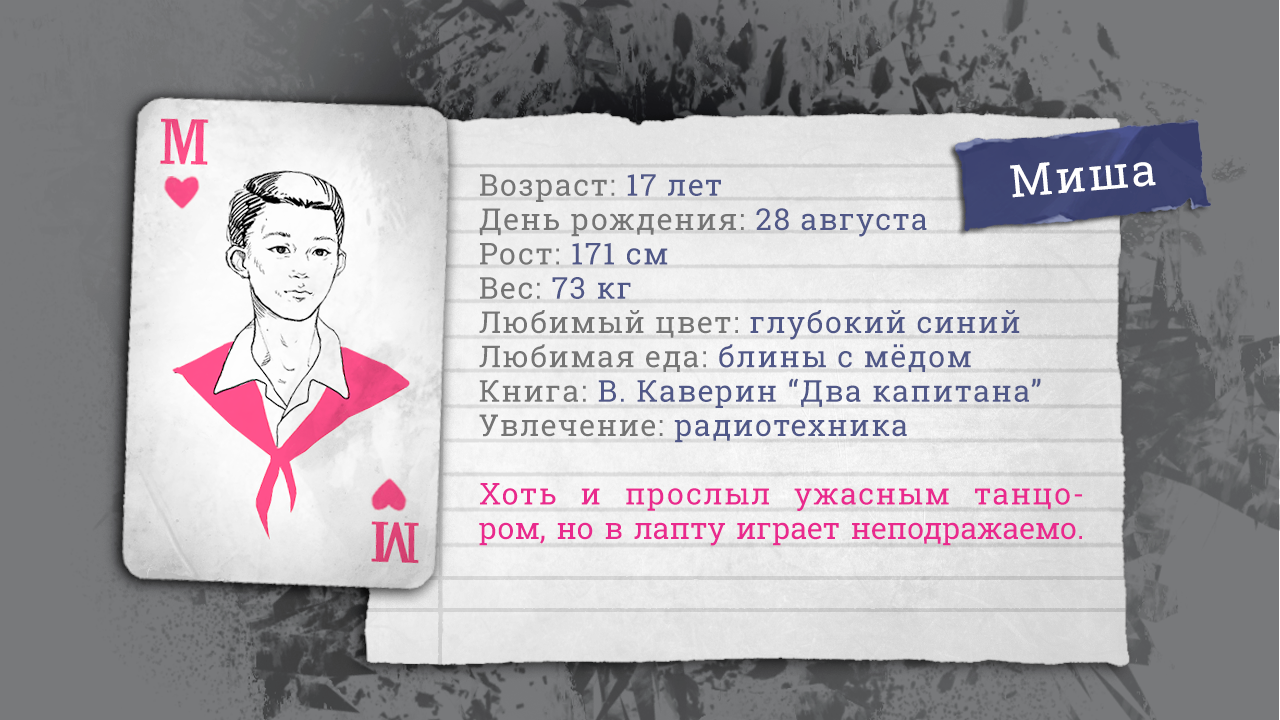 М
Миша
Возраст: 17 лет
День рождения: 28 августа
Рост: 171 см
Вес: 73 кг
Любимый цвет: глубокий синий
Любимая еда: блины с мёдом
Книга: В. Каверин “Два капитана”
Увлечение: радиотехника
Хоть и прослыл ужасным танцо-
ром, но в лапту играет неподражаемо.
М